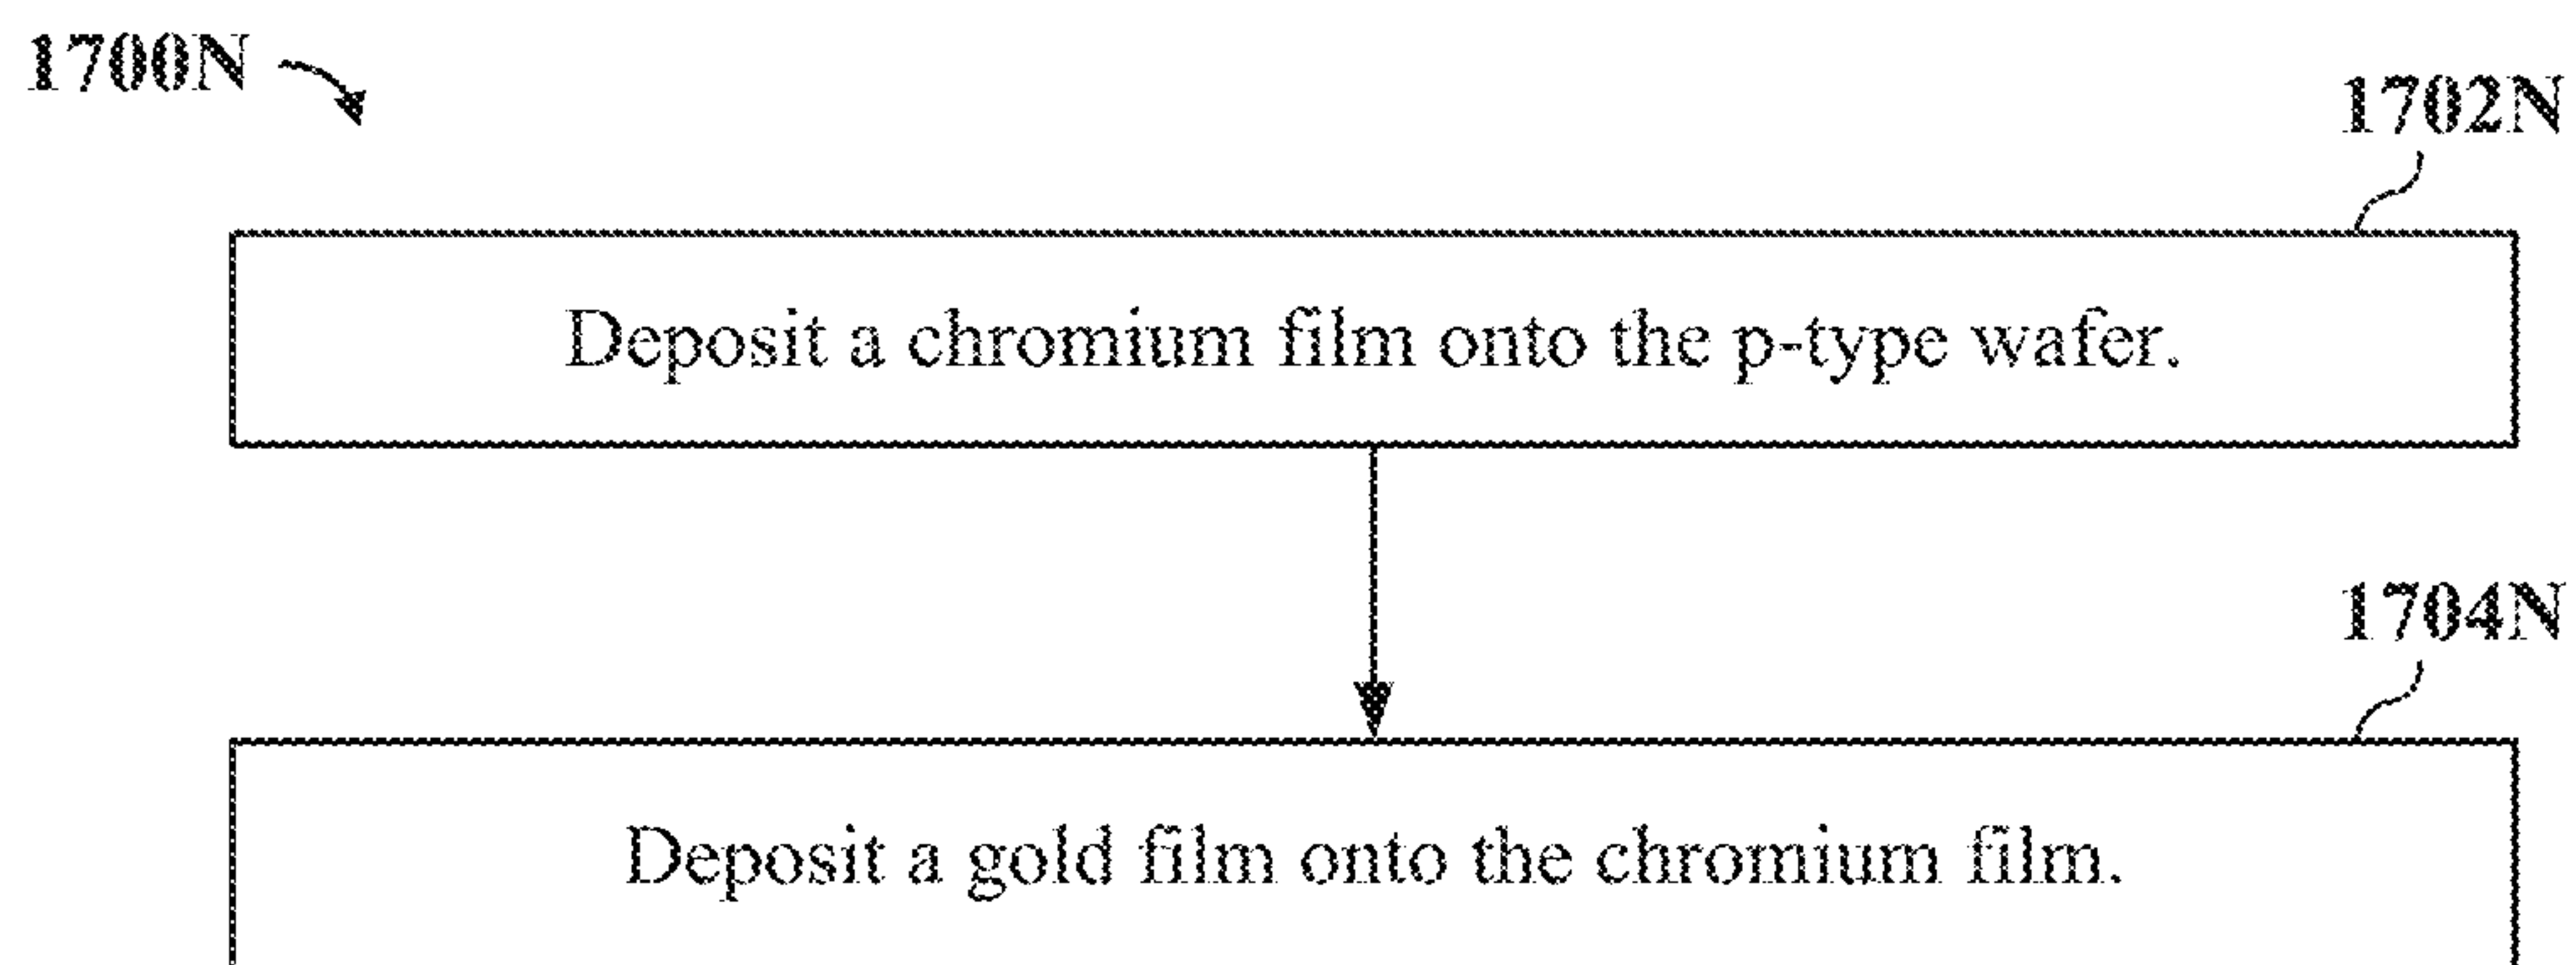 1700N
1702N
Deposit a chromium film onto the p-type wafer.
1704N
Deposit a gold film onto the chromium film.